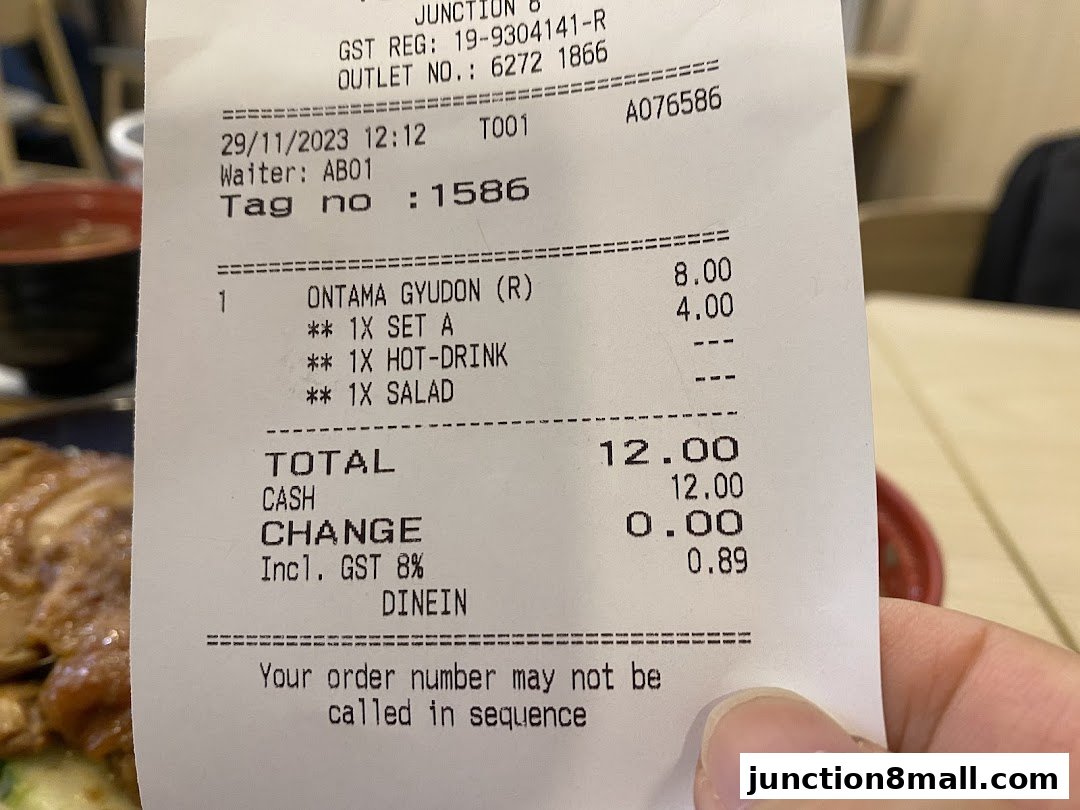 JUNCTION 8
GST REG: 19-9304141-R
OUTLET NO.: 6272 1866
======================================
29/11/2023 12:12 T001 A076586
Waiter: AB01
Tag no :1586
======================================
1 ONTAMA GYUDON (R) 8.00
** 1X SET A 4.00
** 1X HOT-DRINK ---
** 1X SALAD ---
--------------------------------------
TOTAL 12.00
CASH 12.00
CHANGE 0.00
Incl. GST 8% 0.89
DINEIN
======================================
Your order number may not be
called in sequence
junction8mall.com